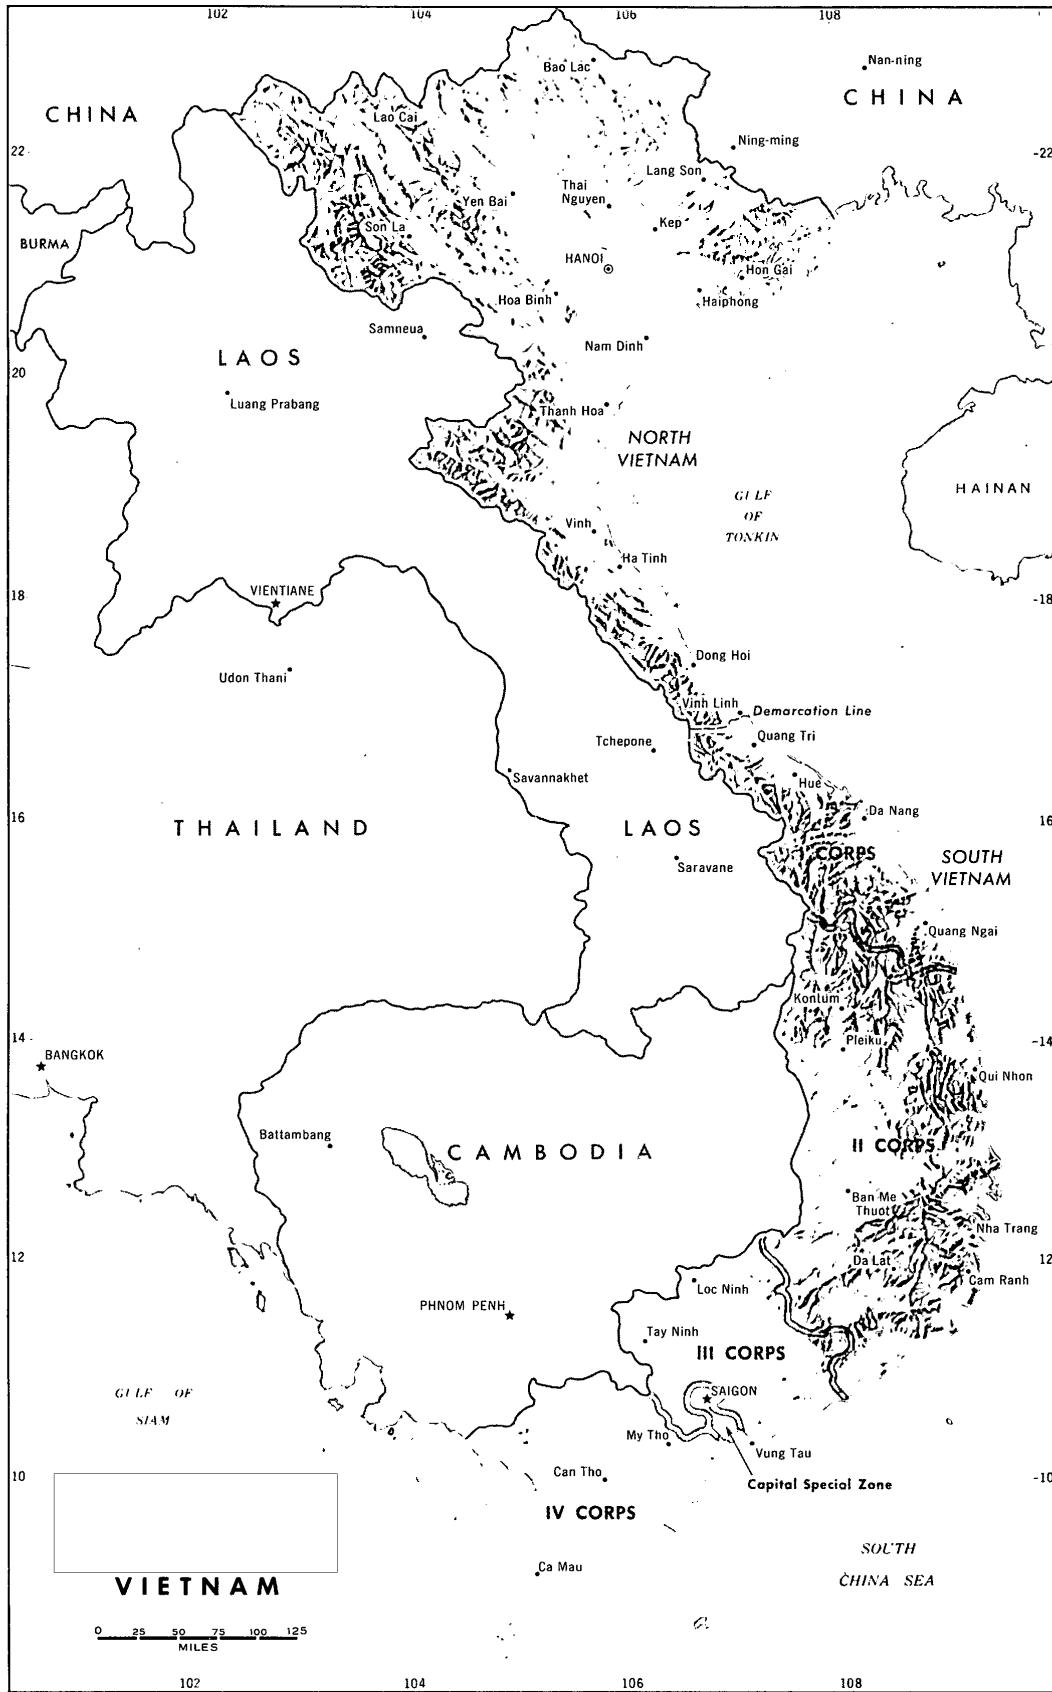 102 104 106 108
Bao Lac
Nan-ning
CHINA
CHINA
Lao Cai
Ning-ming
22
-22
Lang Son
Thai
Nguyen
Yen Bai
Son La
Kep
BURMA
HANOI
Hon Gai
Hoa Binh
Haiphong
Samneua
Nam Dinh
LAOS
20
Luang Prabang
Thanh Hoa
NORTH
VIETNAM
HAINAN
GULF
OF
TONKIN
Vinh
Ha Tinh
VIENTIANE
18
-18
Dong Hoi
Udon Thani
Vinh Linh
Demarcation Line
Quang Tri
Tchepone
Savannakhet
Hue
Da Nang
16
16
THAILAND
LAOS
I CORPS
SOUTH
VIETNAM
Saravane
Quang Ngai
Kontum
14
-14
Pleiku
BANGKOK
Qui Nhon
Battambang
CAMBODIA
II CORPS
Ban Me
Thuot
Nha Trang
12
12
Da Lat
Loc Ninh
Cam Ranh
PHNOM PENH
Tay Ninh
III CORPS
GULF OF
SIAM
SAIGON
My Tho
Vung Tau
Can Tho
10
-10
Capital Special Zone
IV CORPS
SOUTH
CHINA SEA
Ca Mau
VIETNAM
0 25 50 75 100 125
MILES
102 104 106 108